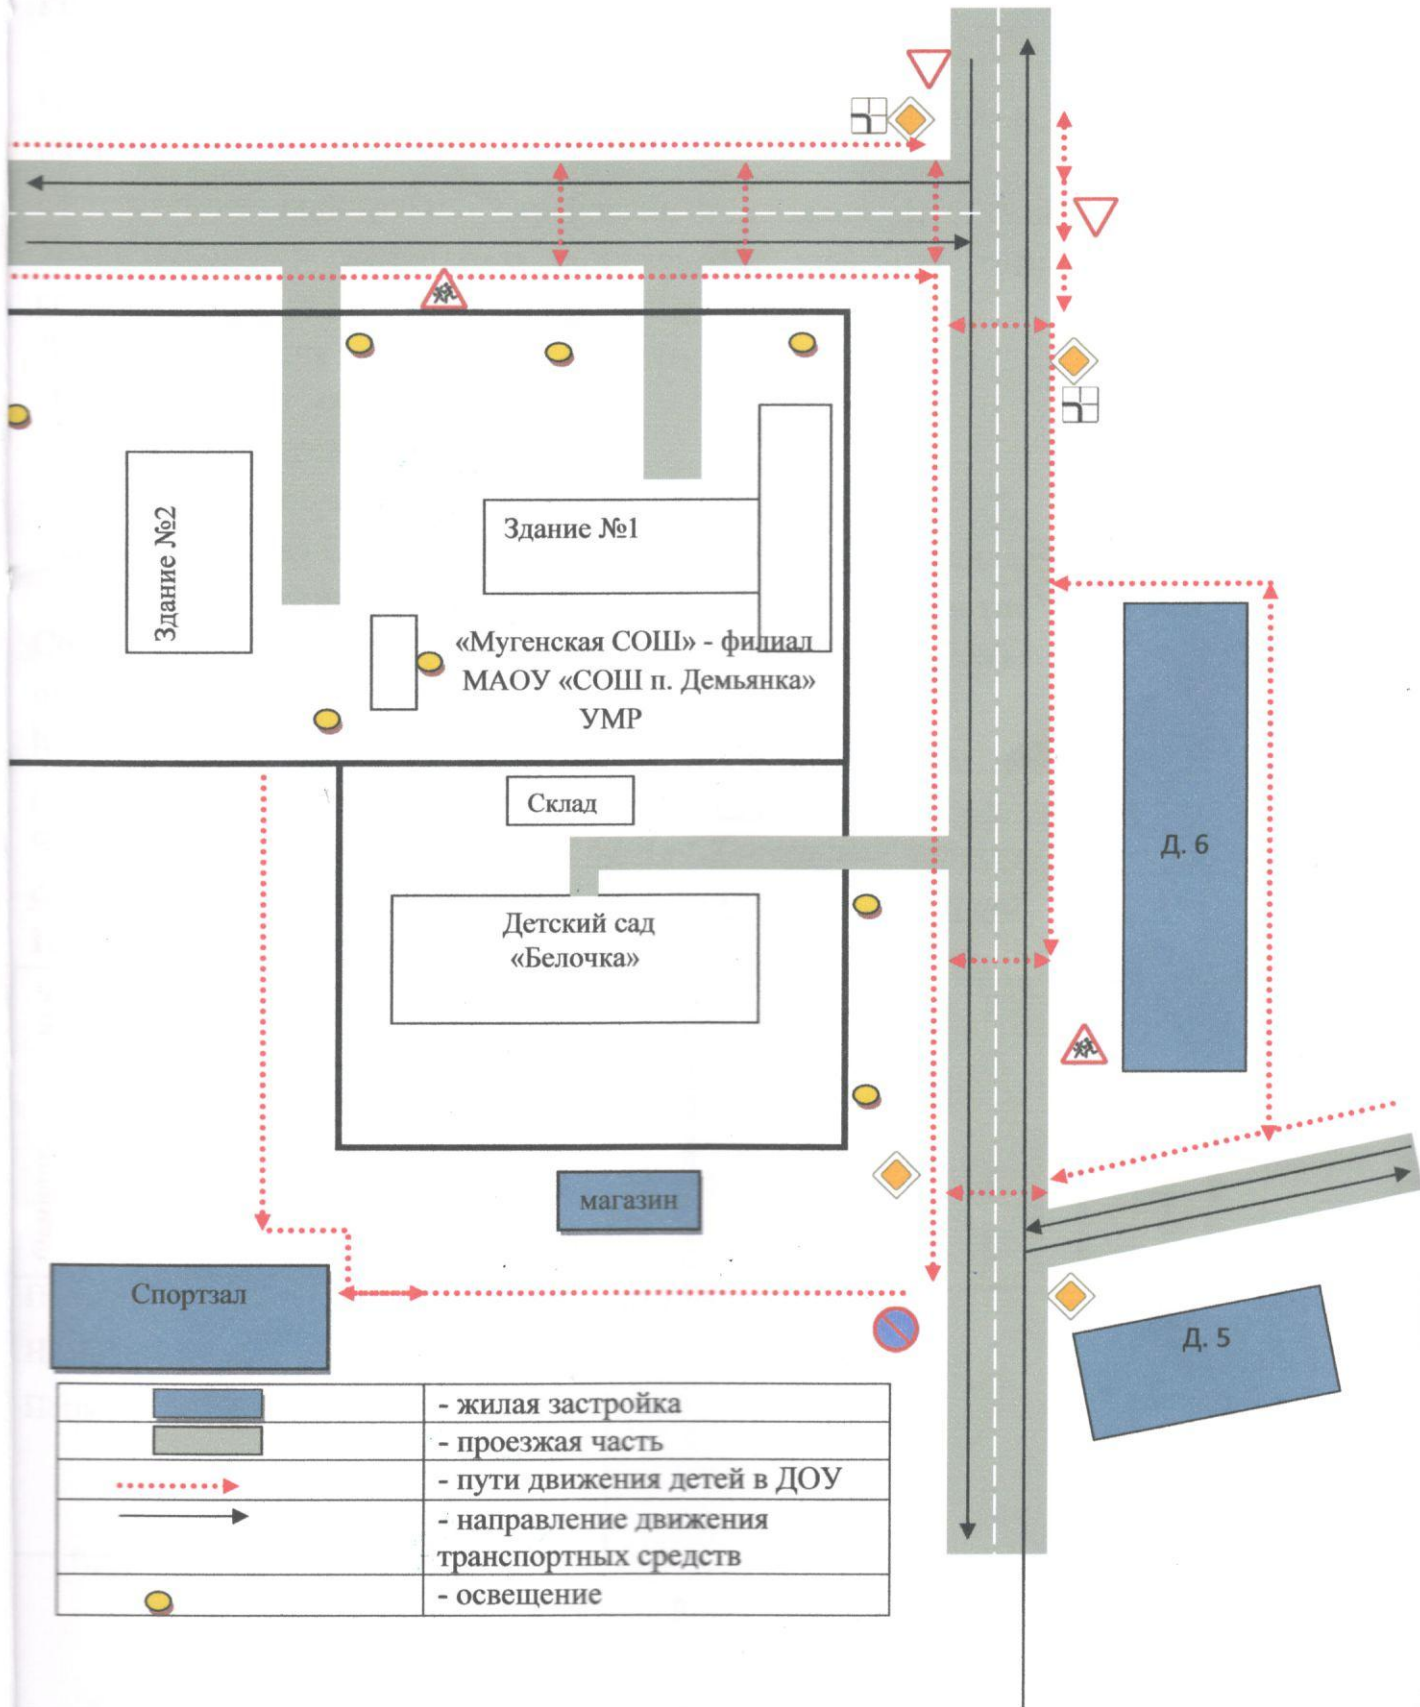 Здание №2
Здание №1
«Мугенская СОШ» - филиал
МАОУ «СОШ п. Демьянка»
УМР
Склад
Д. 6
Детский сад
«Белочка»
магазин
Спортзал
Д. 5
- жилая застройка
- проезжая часть
- пути движения детей в ДОУ
- направление движения
транспортных средств
- освещение